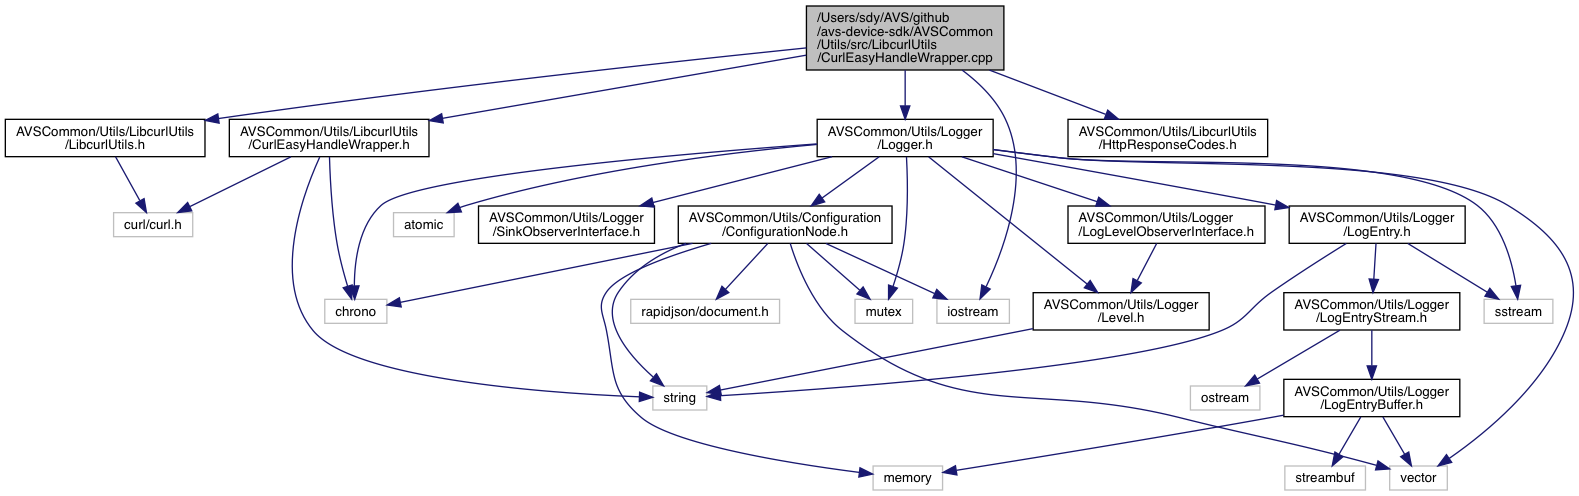 /Users/sdy/AVS/github
/avs-device-sdk/AVSCommon
/Utils/src/LibcurlUtils
/CurlEasyHandleWrapper.cpp
AVSCommon/Utils/LibcurlUtils
/LibcurlUtils.h
AVSCommon/Utils/LibcurlUtils
/CurlEasyHandleWrapper.h
AVSCommon/Utils/Logger
/Logger.h
AVSCommon/Utils/LibcurlUtils
/HttpResponseCodes.h
curl/curl.h
atomic
AVSCommon/Utils/Logger
/SinkObserverInterface.h
AVSCommon/Utils/Configuration
/ConfigurationNode.h
AVSCommon/Utils/Logger
/LogLevelObserverInterface.h
AVSCommon/Utils/Logger
/LogEntry.h
chrono
rapidjson/document.h
mutex
iostream
AVSCommon/Utils/Logger
/Level.h
AVSCommon/Utils/Logger
/LogEntryStream.h
sstream
string
ostream
AVSCommon/Utils/Logger
/LogEntryBuffer.h
memory
streambuf
vector